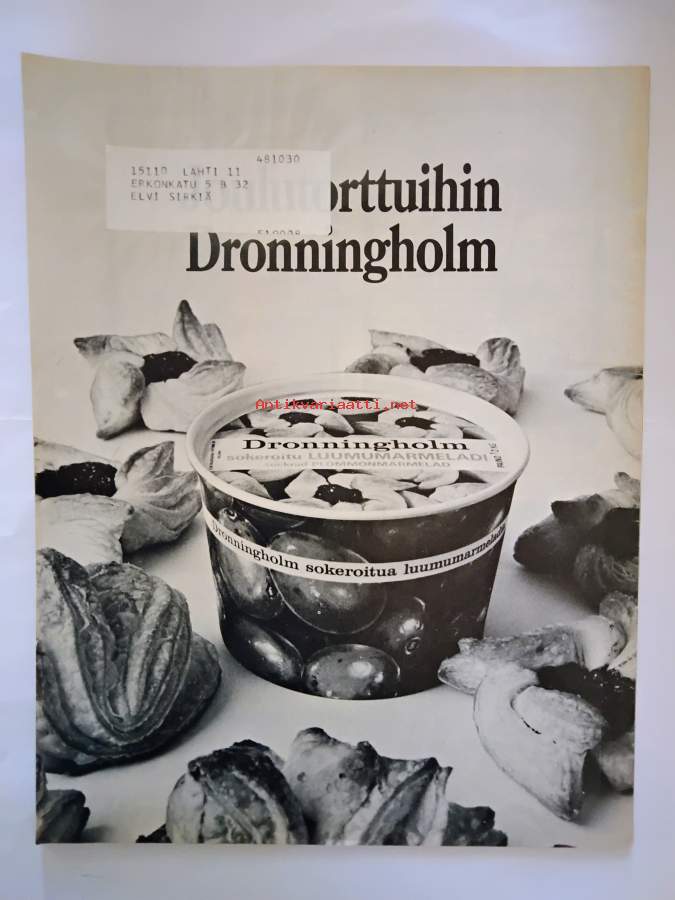 481030
15110 LAHTI 11
ERKONKATU 5 B 32
ELVI SIRKIÄ
Joulutorttuihin
Dronningholm
Antikvariaatti.net
Dronningholm
sokeroitu LUUMUMARMELADI
sockrad PLOMMONMARMELAD
Dronningholm sokeroitua luumumarmeladia